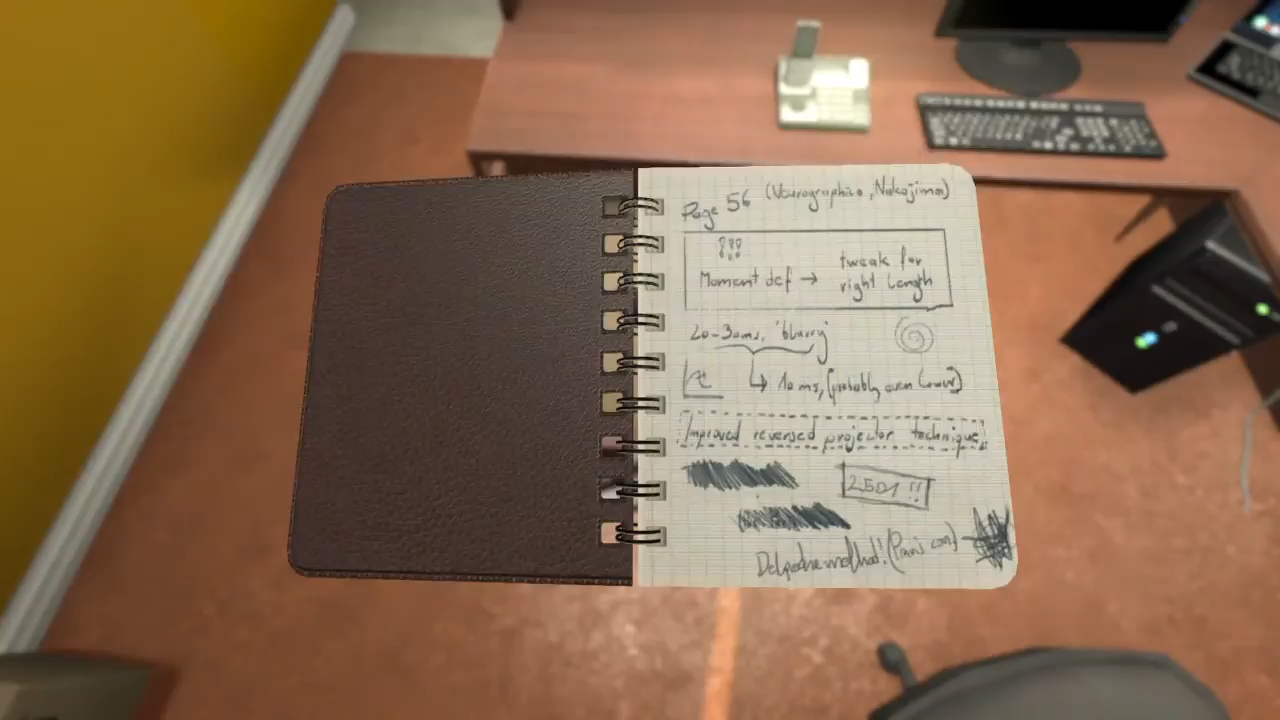 Page 56 (Neurographics, Nakajima)
!!!
Moment def → tweak for
right length
20-30ms, 'blurry'
10 ms, (probably even lower)
Improved reversed projector technique
2501 !!
method! (Paris con)